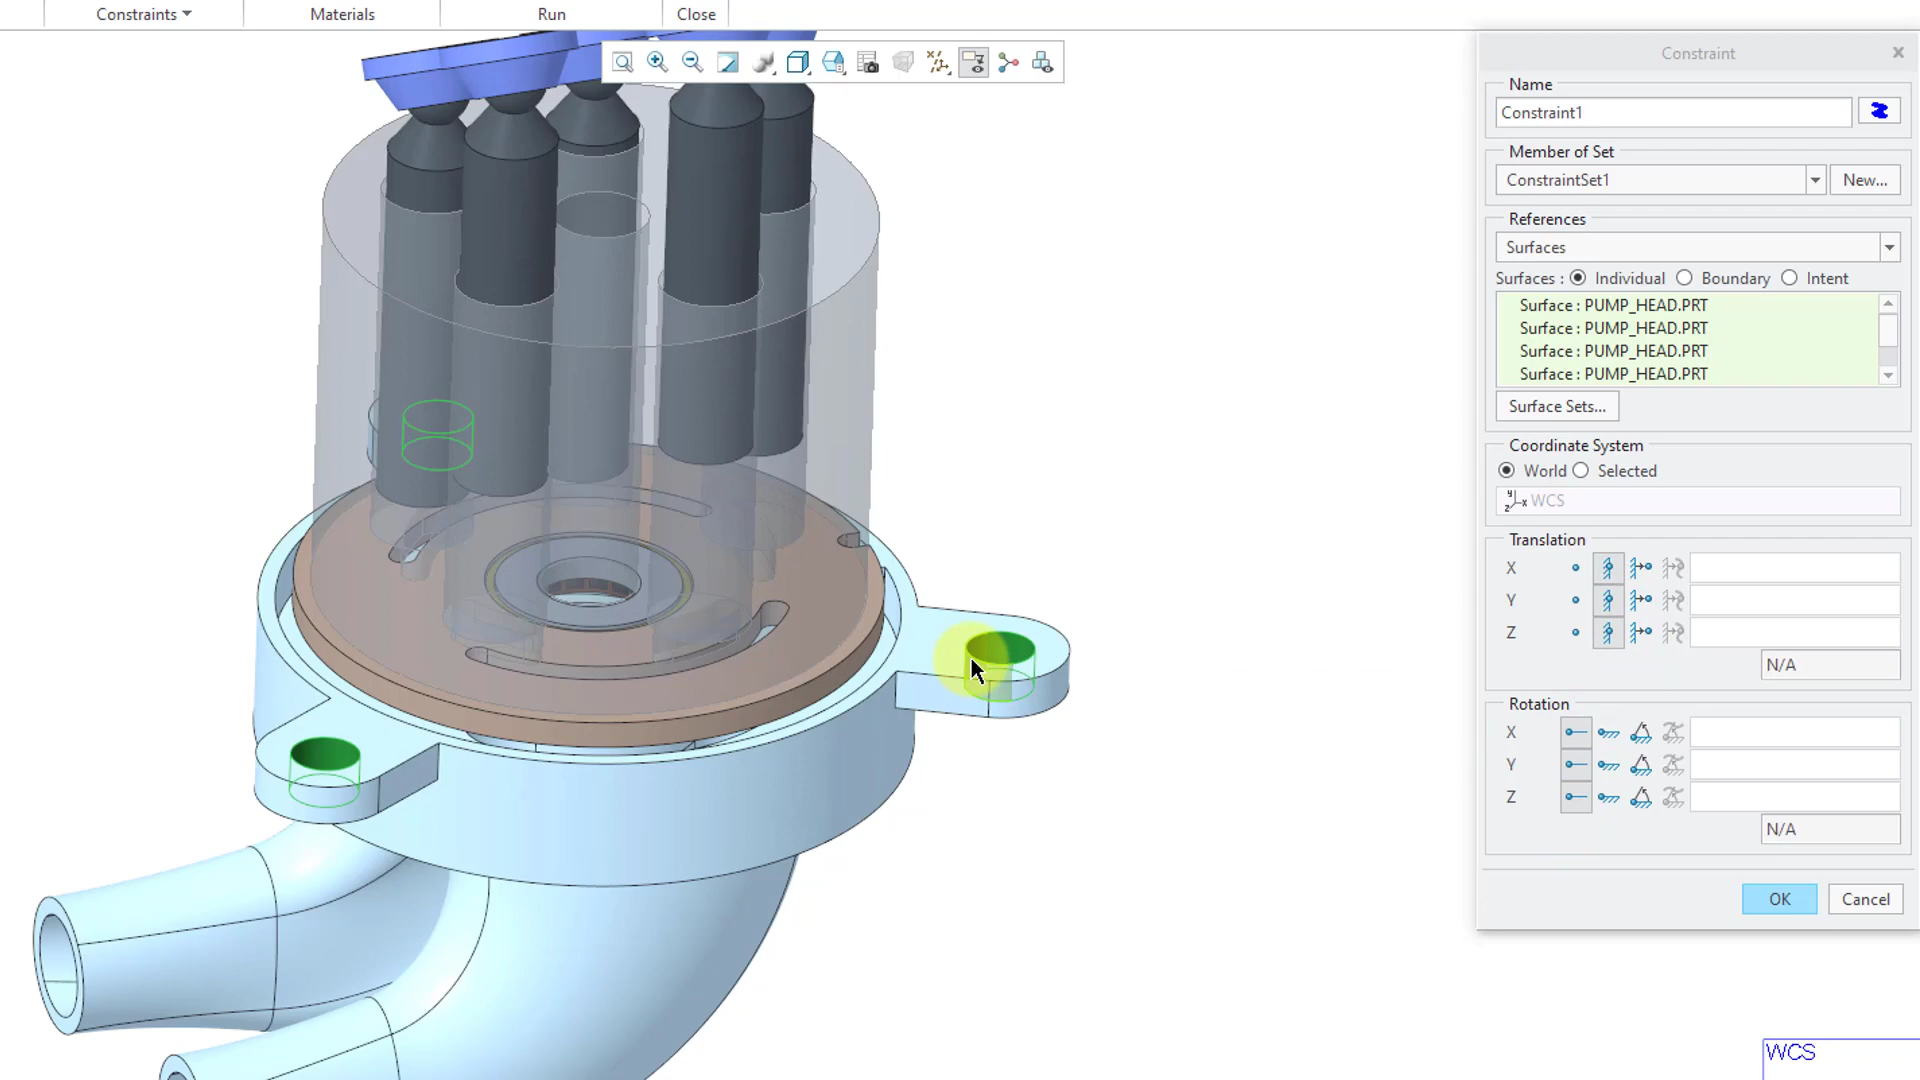 Constraints
Materials
Run
Close
Constraint
Name
Constraint1
Member of Set
ConstraintSet1
New...
References
Surfaces
Surfaces : Individual Boundary Intent
Surface : PUMP_HEAD.PRT
Surface : PUMP_HEAD.PRT
Surface : PUMP_HEAD.PRT
Surface : PUMP_HEAD.PRT
Surface Sets...
Coordinate System
World Selected
WCS
Translation
X
Y
Z
N/A
Rotation
X
Y
Z
N/A
OK Cancel
WCS